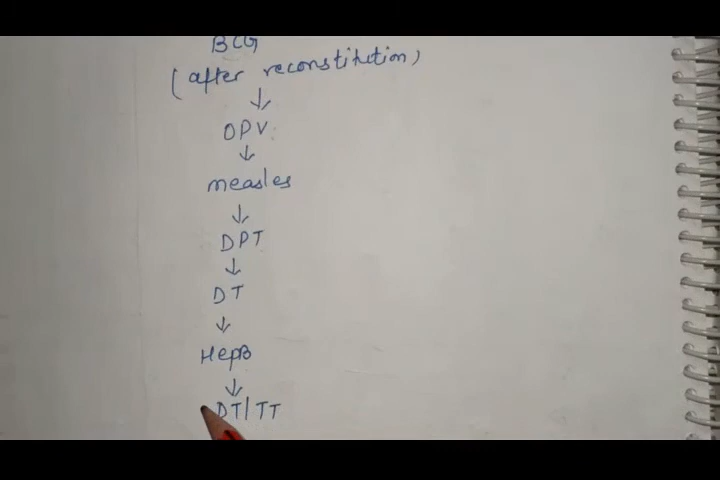 BCG
(after reconstitution)
↓
OPV
↓
measles
↓
DPT
↓
DT
↓
HepB
↓
DT/TT